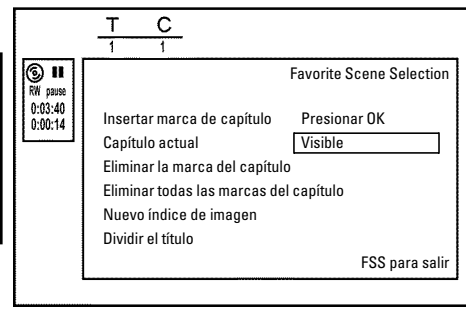 T C
1 1
RW pause
0:03:40
0:00:14
Favorite Scene Selection
Insertar marca de capítulo Presionar OK
Capítulo actual Visible
Eliminar la marca del capítulo
Eliminar todas las marcas del capítulo
Nuevo índice de imagen
Dividir el título
FSS para salir